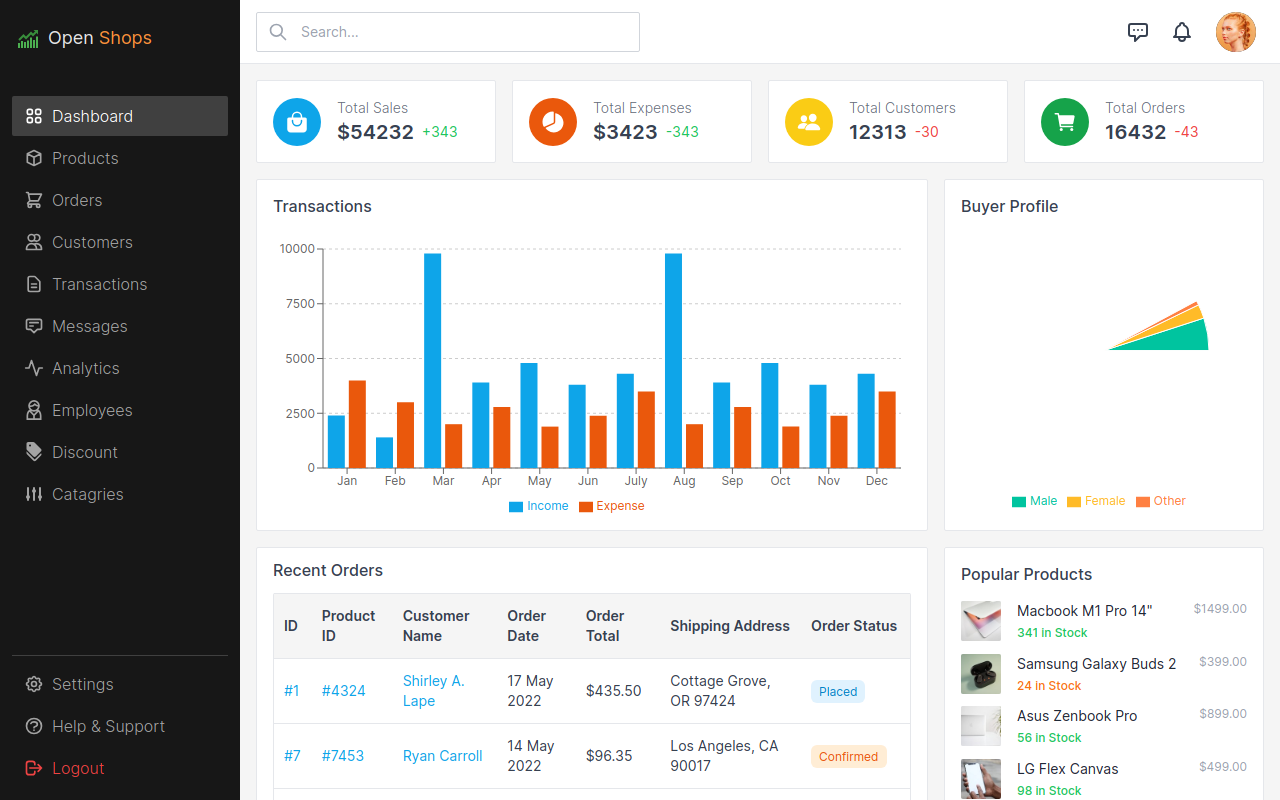 Open Shops
Search...
Dashboard
Products
Orders
Customers
Transactions
Messages
Analytics
Employees
Discount
Catagries
Settings
Help & Support
Logout
Total Sales
$54232 +343
Total Expenses
$3423 -343
Total Customers
12313 -30
Total Orders
16432 -43
Transactions
10000
7500
5000
2500
0
Jan Feb Mar Apr May Jun July Aug Sep Oct Nov Dec
Income Expense
Buyer Profile
Male Female Other
Recent Orders
ID Product ID Customer Name Order Date Order Total Shipping Address Order Status
#1 #4324 Shirley A. Lape 17 May 2022 $435.50 Cottage Grove, OR 97424 Placed
#7 #7453 Ryan Carroll 14 May 2022 $96.35 Los Angeles, CA 90017 Confirmed
Popular Products
Macbook M1 Pro 14" $1499.00
341 in Stock
Samsung Galaxy Buds 2 $399.00
24 in Stock
Asus Zenbook Pro $899.00
56 in Stock
LG Flex Canvas $499.00
98 in Stock